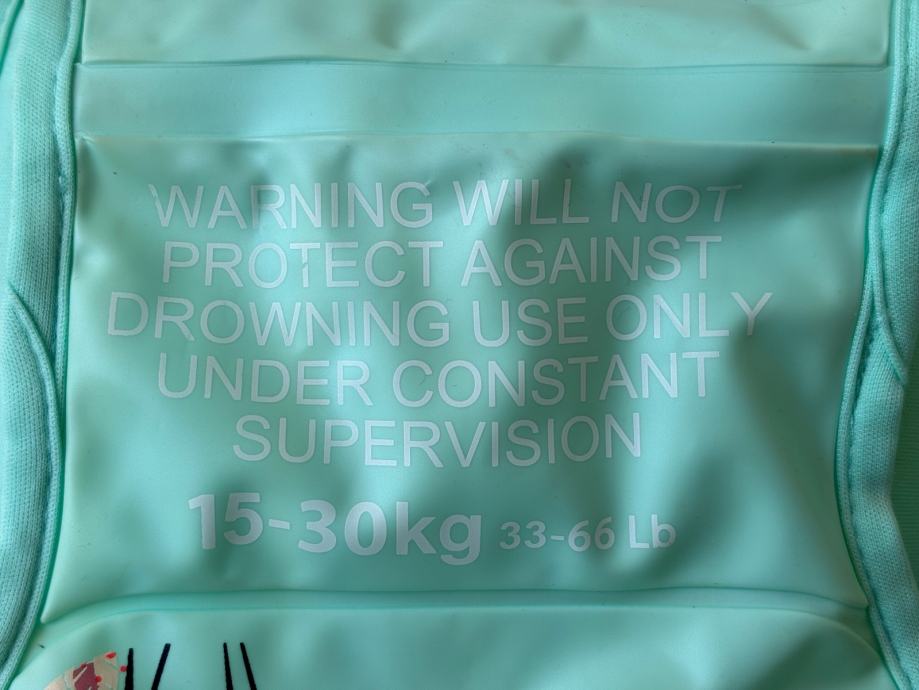 WARNING WILL NOT
PROTECT AGAINST
DROWNING USE ONLY
UNDER CONSTANT
SUPERVISION
15-30kg 33-66 Lb